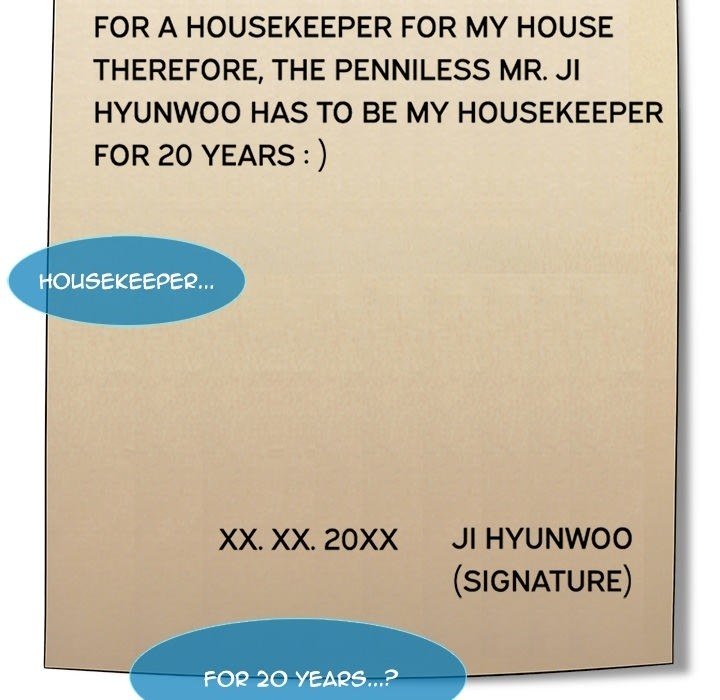 FOR A HOUSEKEEPER FOR MY HOUSE
THEREFORE, THE PENNILESS MR. JI
HYUNWOO HAS TO BE MY HOUSEKEEPER
FOR 20 YEARS : )
HOUSEKEEPER...
XX. XX. 20XX JI HYUNWOO
(SIGNATURE)
FOR 20 YEARS...?